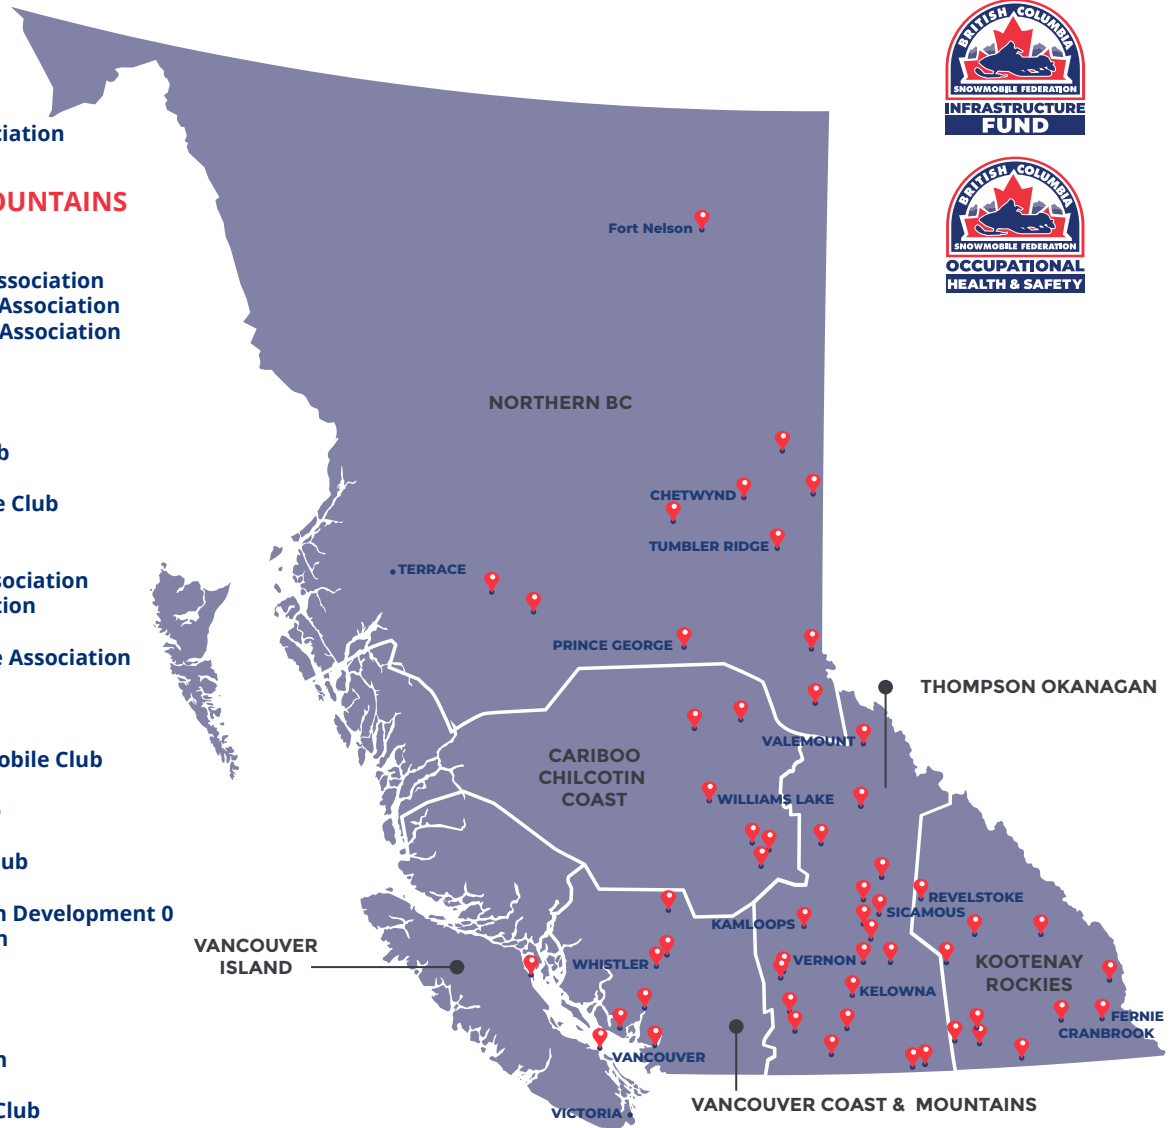 ciation
OUNTAINS
ssociation
Association
Association
b
e Club
sociation
tion
e Association
obile Club
lub
n Development 0
n
n
Club
BRITISH COLUMBIA
SNOWMOBILE FEDERATION
INFRASTRUCTURE
FUND
BRITISH COLUMBIA
SNOWMOBILE FEDERATION
OCCUPATIONAL
HEALTH & SAFETY
Fort Nelson
NORTHERN BC
CHETWYND
TUMBLER RIDGE
TERRACE
PRINCE GEORGE
THOMPSON OKANAGAN
VALEMOUNT
CARIBOO
CHILCOTIN
COAST
WILLIAMS LAKE
REVELSTOKE
SICAMOUS
KAMLOOPS
VANCOUVER
ISLAND
WHISTLER
VERNON
KOOTENAY
ROCKIES
KELOWNA
FERNIE
CRANBROOK
VANCOUVER
VANCOUVER COAST & MOUNTAINS
VICTORIA